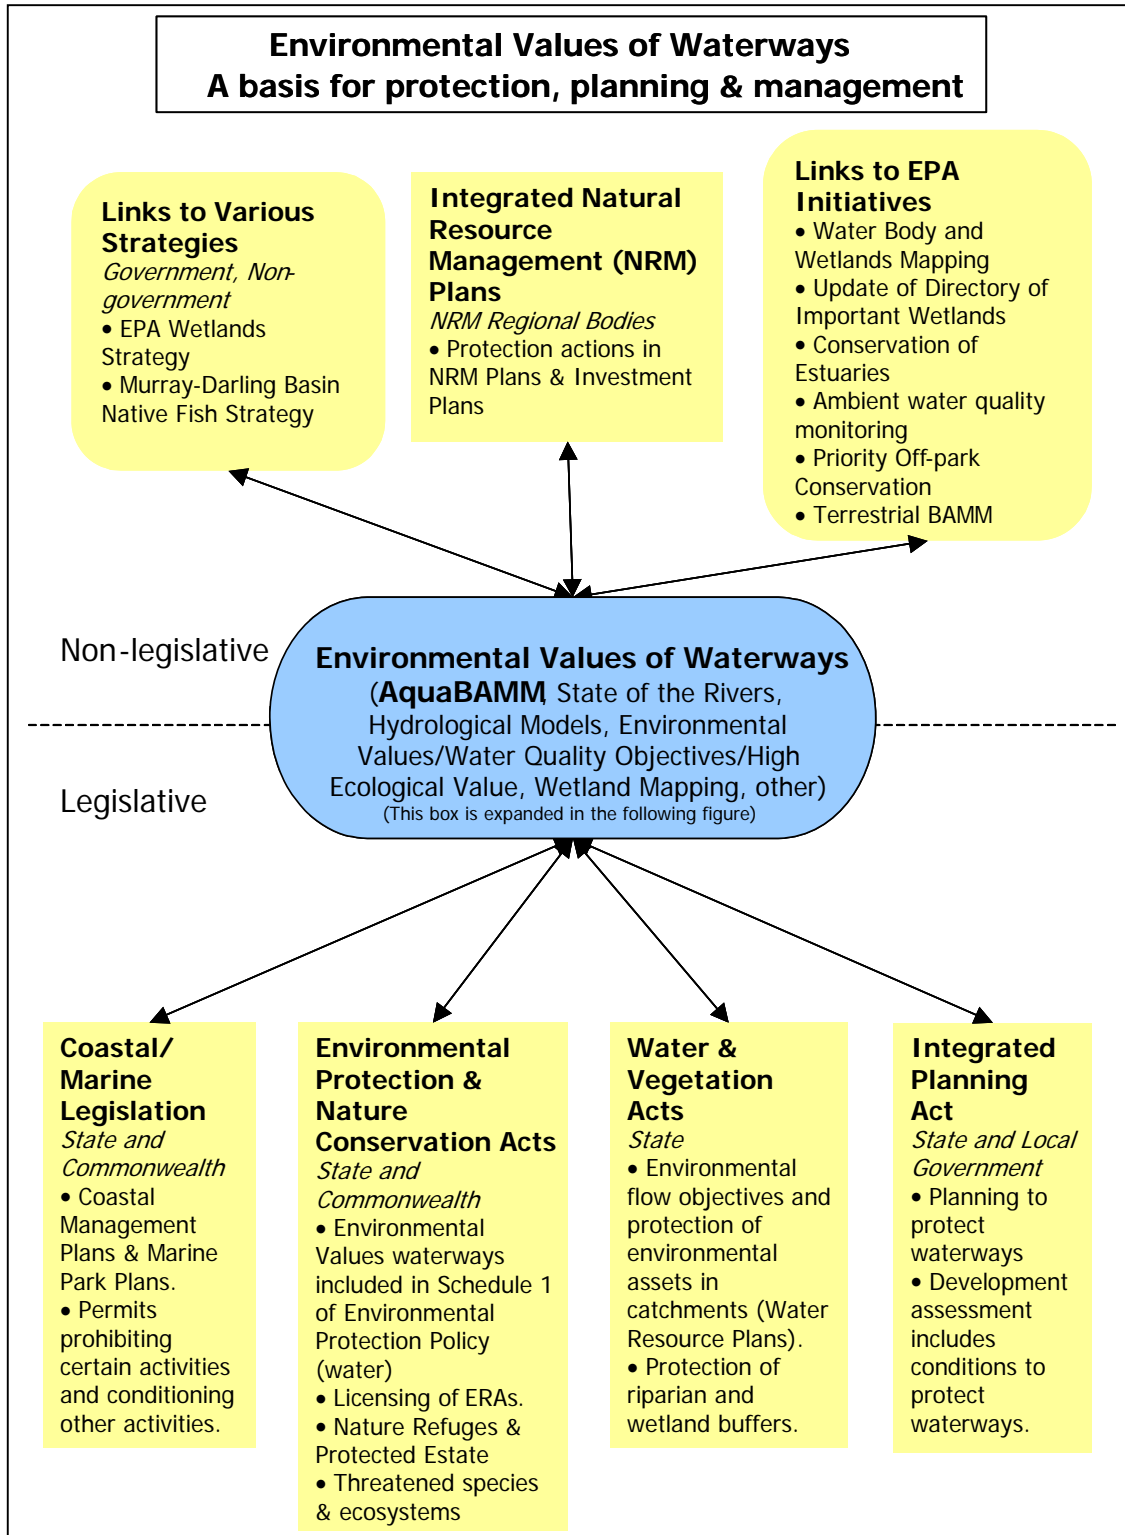 Environmental Values of Waterways
A basis for protection, planning & management
Links to Various
Strategies
Government, Non-
government
• EPA Wetlands
Strategy
• Murray-Darling Basin
Native Fish Strategy
Integrated Natural
Resource
Management (NRM)
Plans
NRM Regional Bodies
• Protection actions in
NRM Plans & Investment
Plans
Links to EPA
Initiatives
• Water Body and
Wetlands Mapping
• Update of Directory of
Important Wetlands
• Conservation of
Estuaries
• Ambient water quality
monitoring
• Priority Off-park
Conservation
• Terrestrial BAMM
Non-legislative
Environmental Values of Waterways
(AquaBAMM, State of the Rivers,
Hydrological Models, Environmental
Values/Water Quality Objectives/High
Ecological Value, Wetland Mapping, other)
(This box is expanded in the following figure)
Legislative
Coastal/
Marine
Legislation
State and
Commonwealth
• Coastal
Management
Plans & Marine
Park Plans.
• Permits
prohibiting
certain activities
and conditioning
other activities.
Environmental
Protection &
Nature
Conservation Acts
State and
Commonwealth
• Environmental
Values waterways
included in Schedule 1
of Environmental
Protection Policy
(water)
• Licensing of ERAs.
• Nature Refuges &
Protected Estate
• Threatened species
& ecosystems
Water &
Vegetation
Acts
State
• Environmental
flow objectives and
protection of
environmental
assets in
catchments (Water
Resource Plans).
• Protection of
riparian and
wetland buffers.
Integrated
Planning
Act
State and Local
Government
• Planning to
protect
waterways
• Development
assessment
includes
conditions to
protect
waterways.